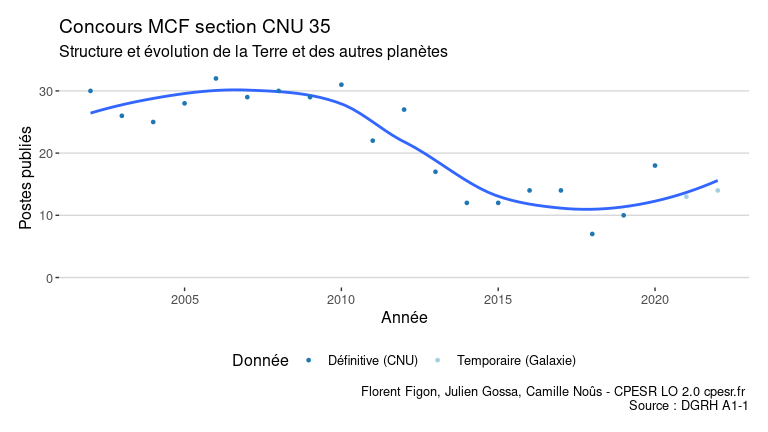 Concours MCF section CNU 35
Structure et évolution de la Terre et des autres planètes
Postes publiés
30
20
10
0
2005 2010 2015 2020
Année
Donnée Définitive (CNU) Temporaire (Galaxie)
Florent Figon, Julien Gossa, Camille Noûs - CPESR LO 2.0 cpesr.fr
Source : DGRH A1-1